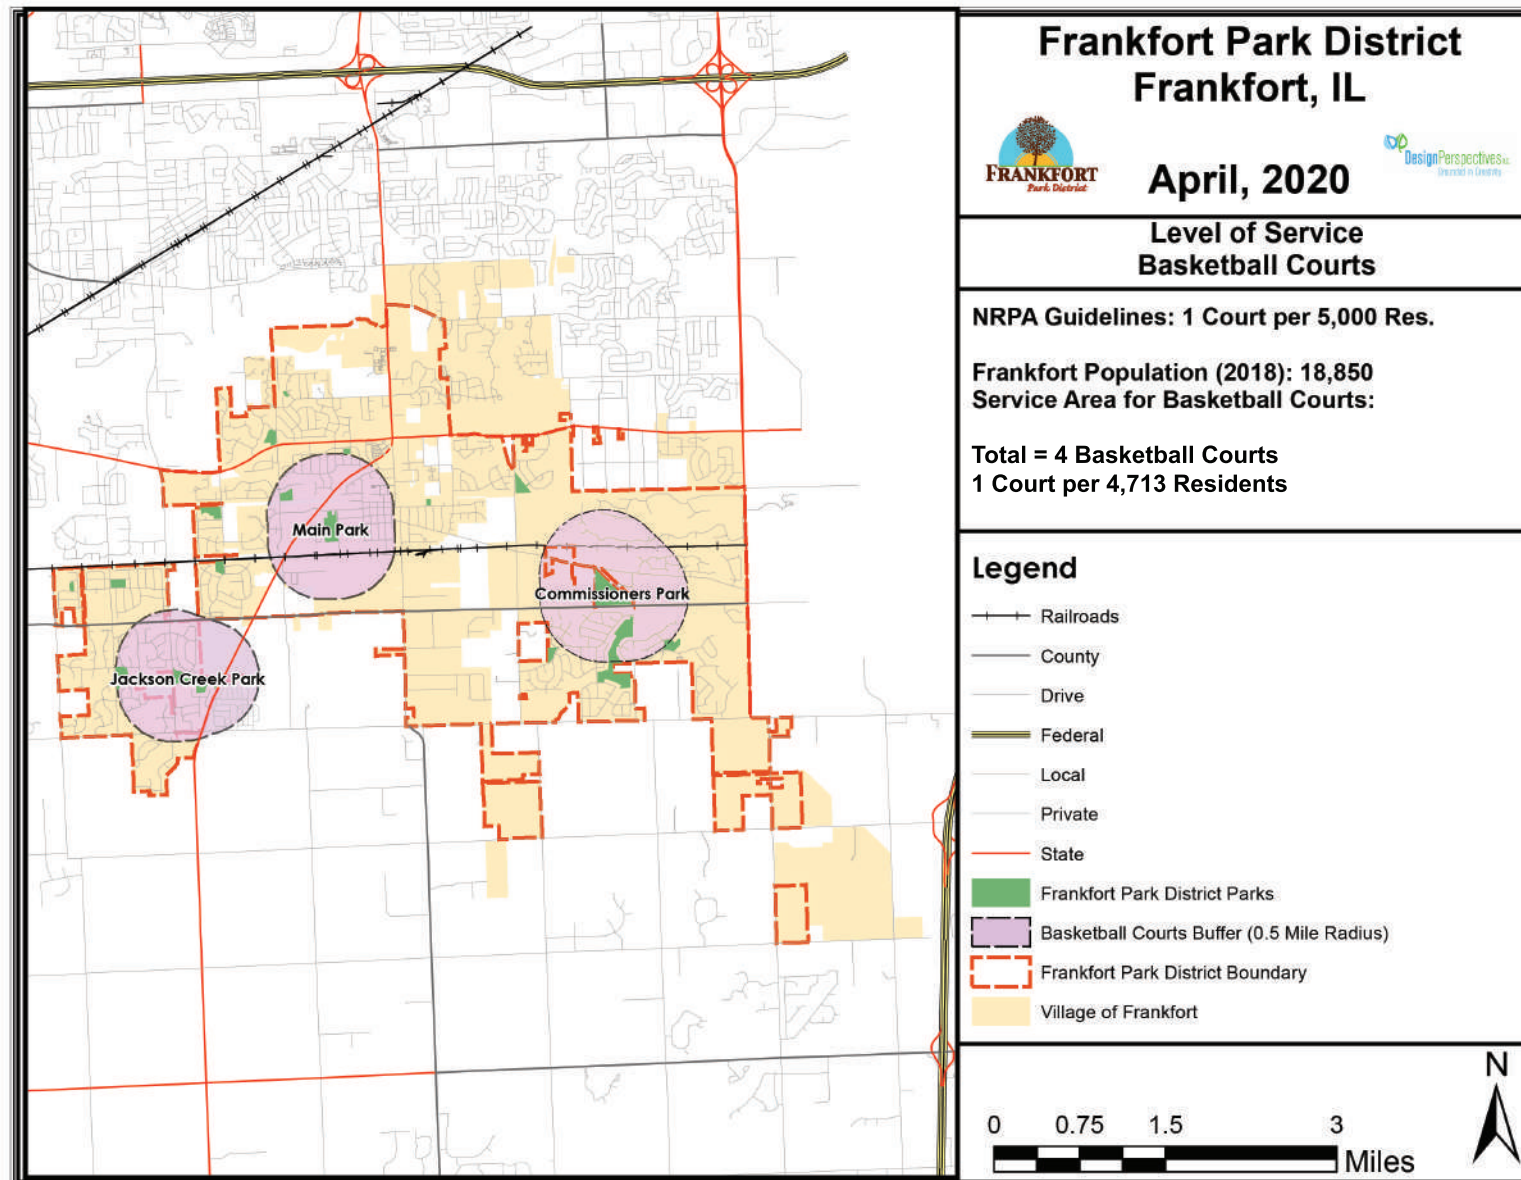 Frankfort Park District
Frankfort, IL
FRANKFORT
Park District
April, 2020
DesignPerspectives
Grounded in Creativity
Level of Service
Basketball Courts
NRPA Guidelines: 1 Court per 5,000 Res.
Frankfort Population (2018): 18,850
Service Area for Basketball Courts:
Total = 4 Basketball Courts
1 Court per 4,713 Residents
Main Park
Commissioners Park
Jackson Creek Park
Legend
Railroads
County
Drive
Federal
Local
Private
State
Frankfort Park District Parks
Basketball Courts Buffer (0.5 Mile Radius)
Frankfort Park District Boundary
Village of Frankfort
N
0 0.75 1.5 3
Miles